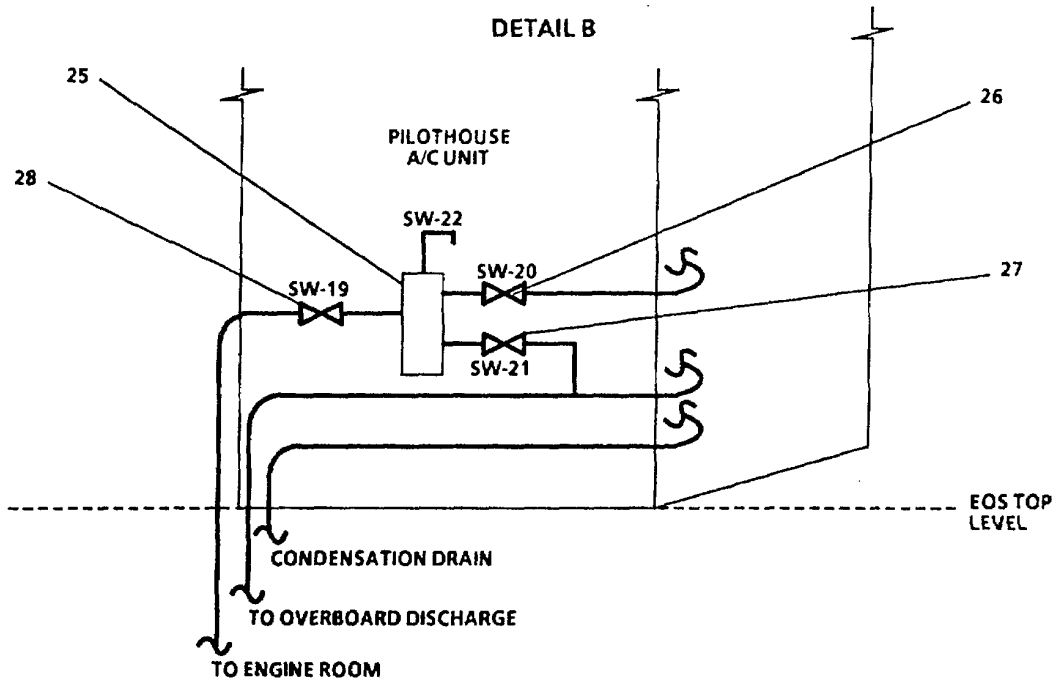 DETAIL B
25
26
PILOTHOUSE
A/C UNIT
28
SW-22
SW-20
27
SW-19
SW-21
EOS TOP
LEVEL
CONDENSATION DRAIN
TO OVERBOARD DISCHARGE
TO ENGINE ROOM